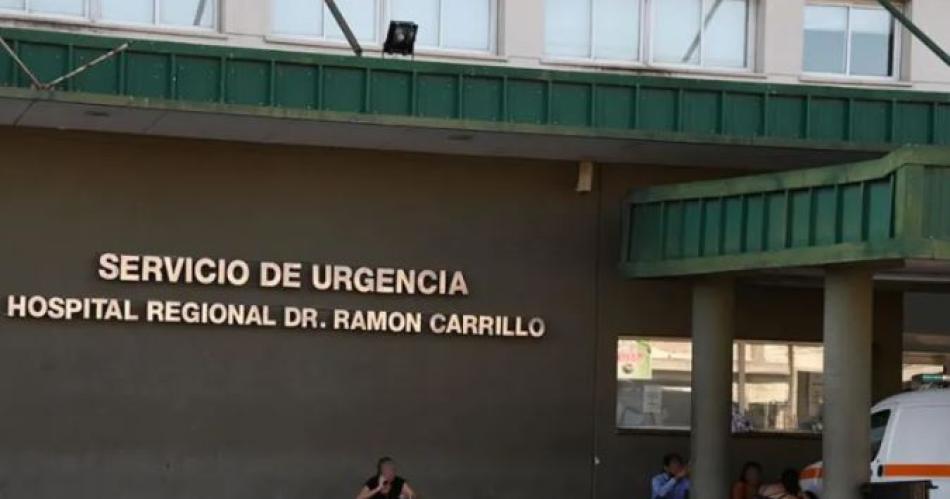 SERVICIO DE URGENCIA
HOSPITAL REGIONAL DR. RAMON CARRILLO